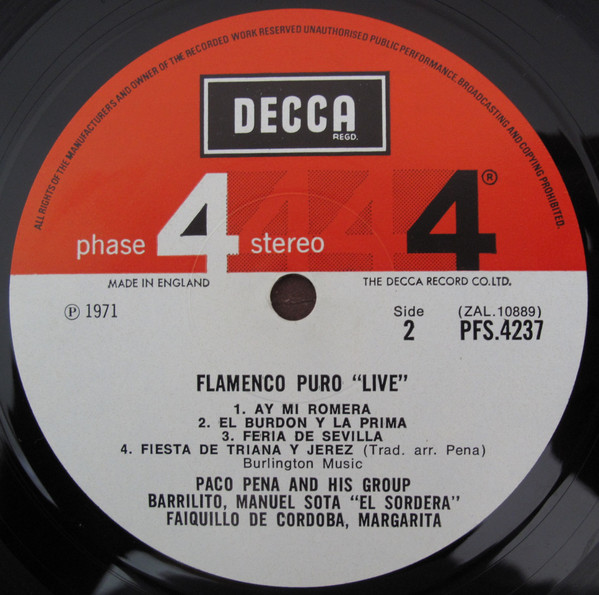 ALL RIGHTS OF THE MANUFACTURERS AND OWNER OF THE RECORDED WORK RESERVED UNAUTHORISED PUBLIC PERFORMANCE, BROADCASTING AND COPYING PROHIBITED.
DECCA
REGD.
phase 4 stereo 4 ®
MADE IN ENGLAND THE DECCA RECORD CO. LTD.
℗ 1971
Side (ZAL.10889)
2 PFS.4237
FLAMENCO PURO "LIVE"
1. AY MI ROMERA
2. EL BURDON Y LA PRIMA
3. FERIA DE SEVILLA
4. FIESTA DE TRIANA Y JEREZ (Trad. arr. Pena)
Burlington Music
PACO PENA AND HIS GROUP
BARRILITO, MANUEL SOTA "EL SORDERA"
FAIQUILLO DE CORDOBA, MARGARITA